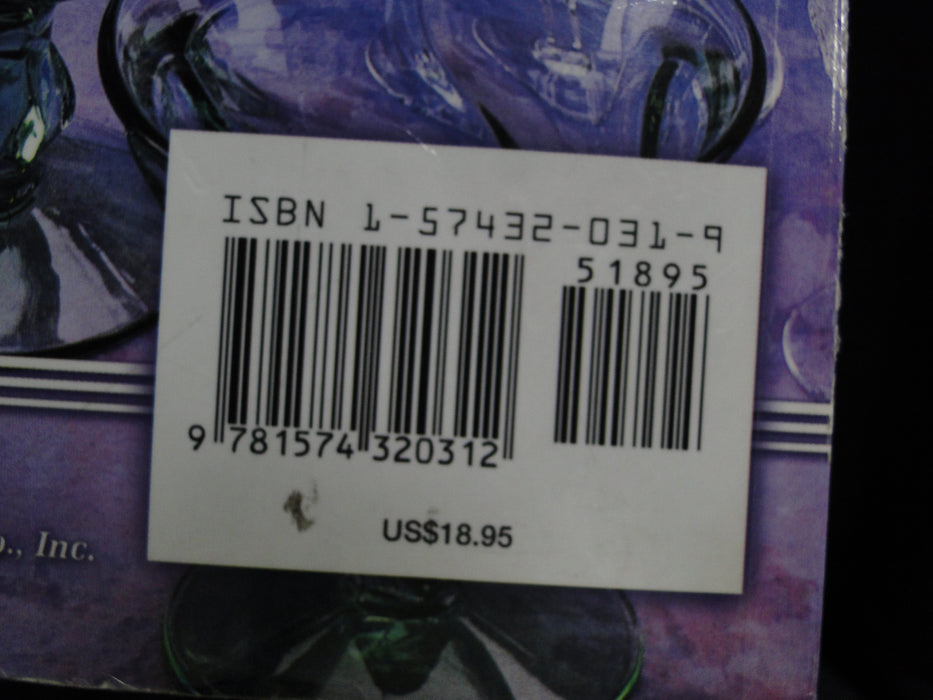 ISBN 1-57432-031-9
51895
9 781574 320312
US$18.95
o., Inc.